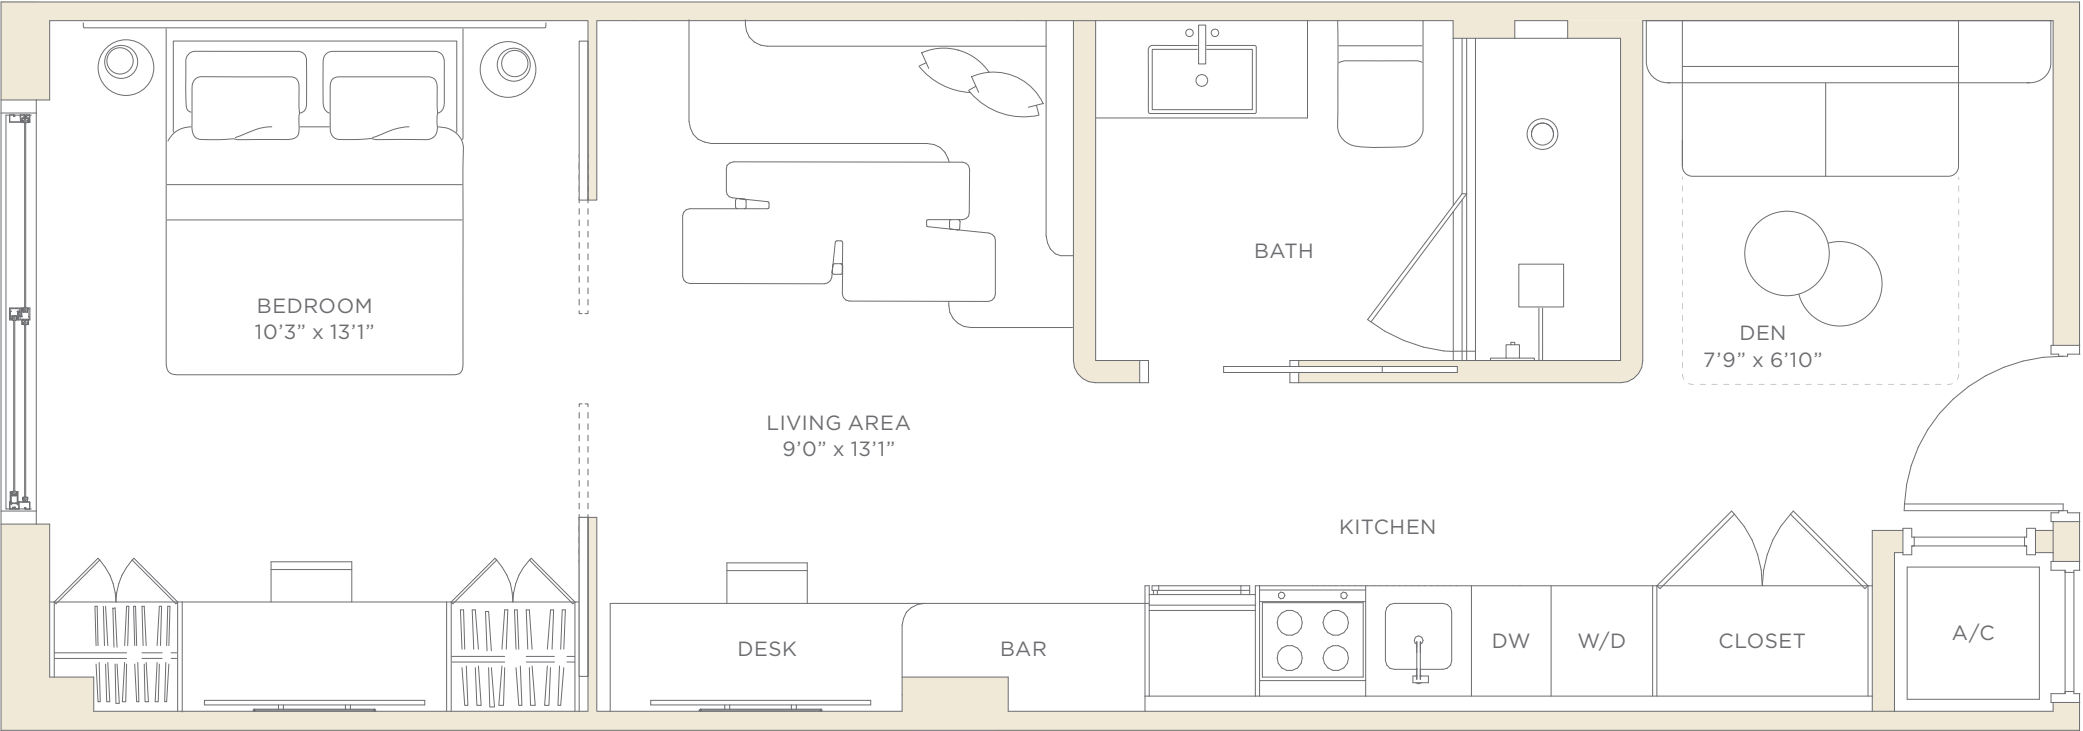 BEDROOM
10’3” x 13’1”
LIVING AREA
9’0” x 13’1”
BATH
DEN
7’9” x 6’10”
KITCHEN
DESK
BAR
DW
W/D
CLOSET
A/C